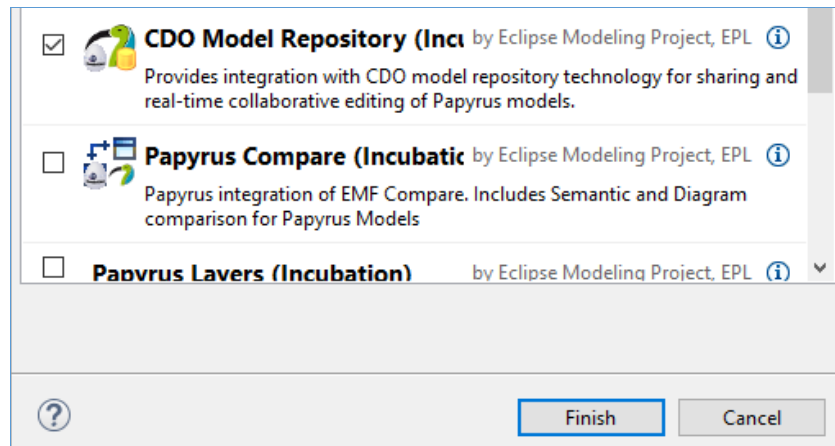 CDO Model Repository (Incu by Eclipse Modeling Project, EPL
Provides integration with CDO model repository technology for sharing and
real-time collaborative editing of Papyrus models.
Papyrus Compare (Incubatic by Eclipse Modeling Project, EPL
Papyrus integration of EMF Compare. Includes Semantic and Diagram
comparison for Papyrus Models
Papyrus Layers (Incubation) by Eclipse Modeling Project, EPL
Finish Cancel